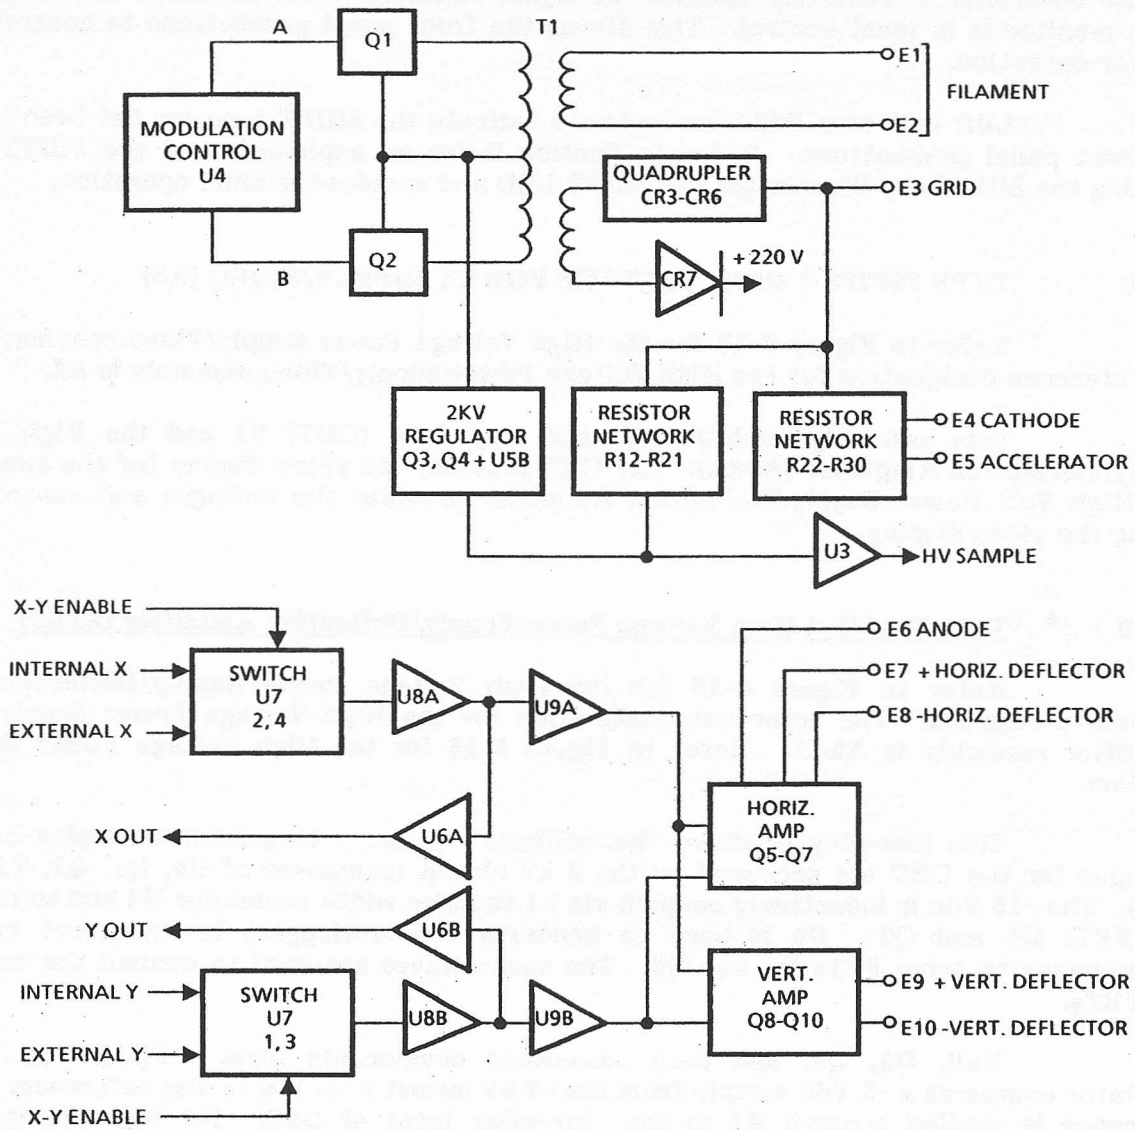 A
Q1
T1
E1
FILAMENT
E2
MODULATION
CONTROL
U4
QUADRUPLER
CR3-CR6
E3 GRID
B
Q2
CR7
+ 220 V
2KV
REGULATOR
Q3, Q4 + U5B
RESISTOR
NETWORK
R12-R21
RESISTOR
NETWORK
R22-R30
E4 CATHODE
E5 ACCELERATOR
U3
HV SAMPLE
X-Y ENABLE
INTERNAL X
EXTERNAL X
SWITCH
U7
2,4
U8A
U9A
E6 ANODE
E7 + HORIZ. DEFLECTOR
E8-HORIZ. DEFLECTOR
X OUT
U6A
HORIZ.
AMP
Q5-Q7
Y OUT
U6B
INTERNAL Y
EXTERNAL Y
X-Y ENABLE
SWITCH
U7
1,3
U8B
U9B
VERT.
AMP
Q8-Q10
E9 + VERT. DEFLECTOR
E10 -VERT. DEFLECTOR